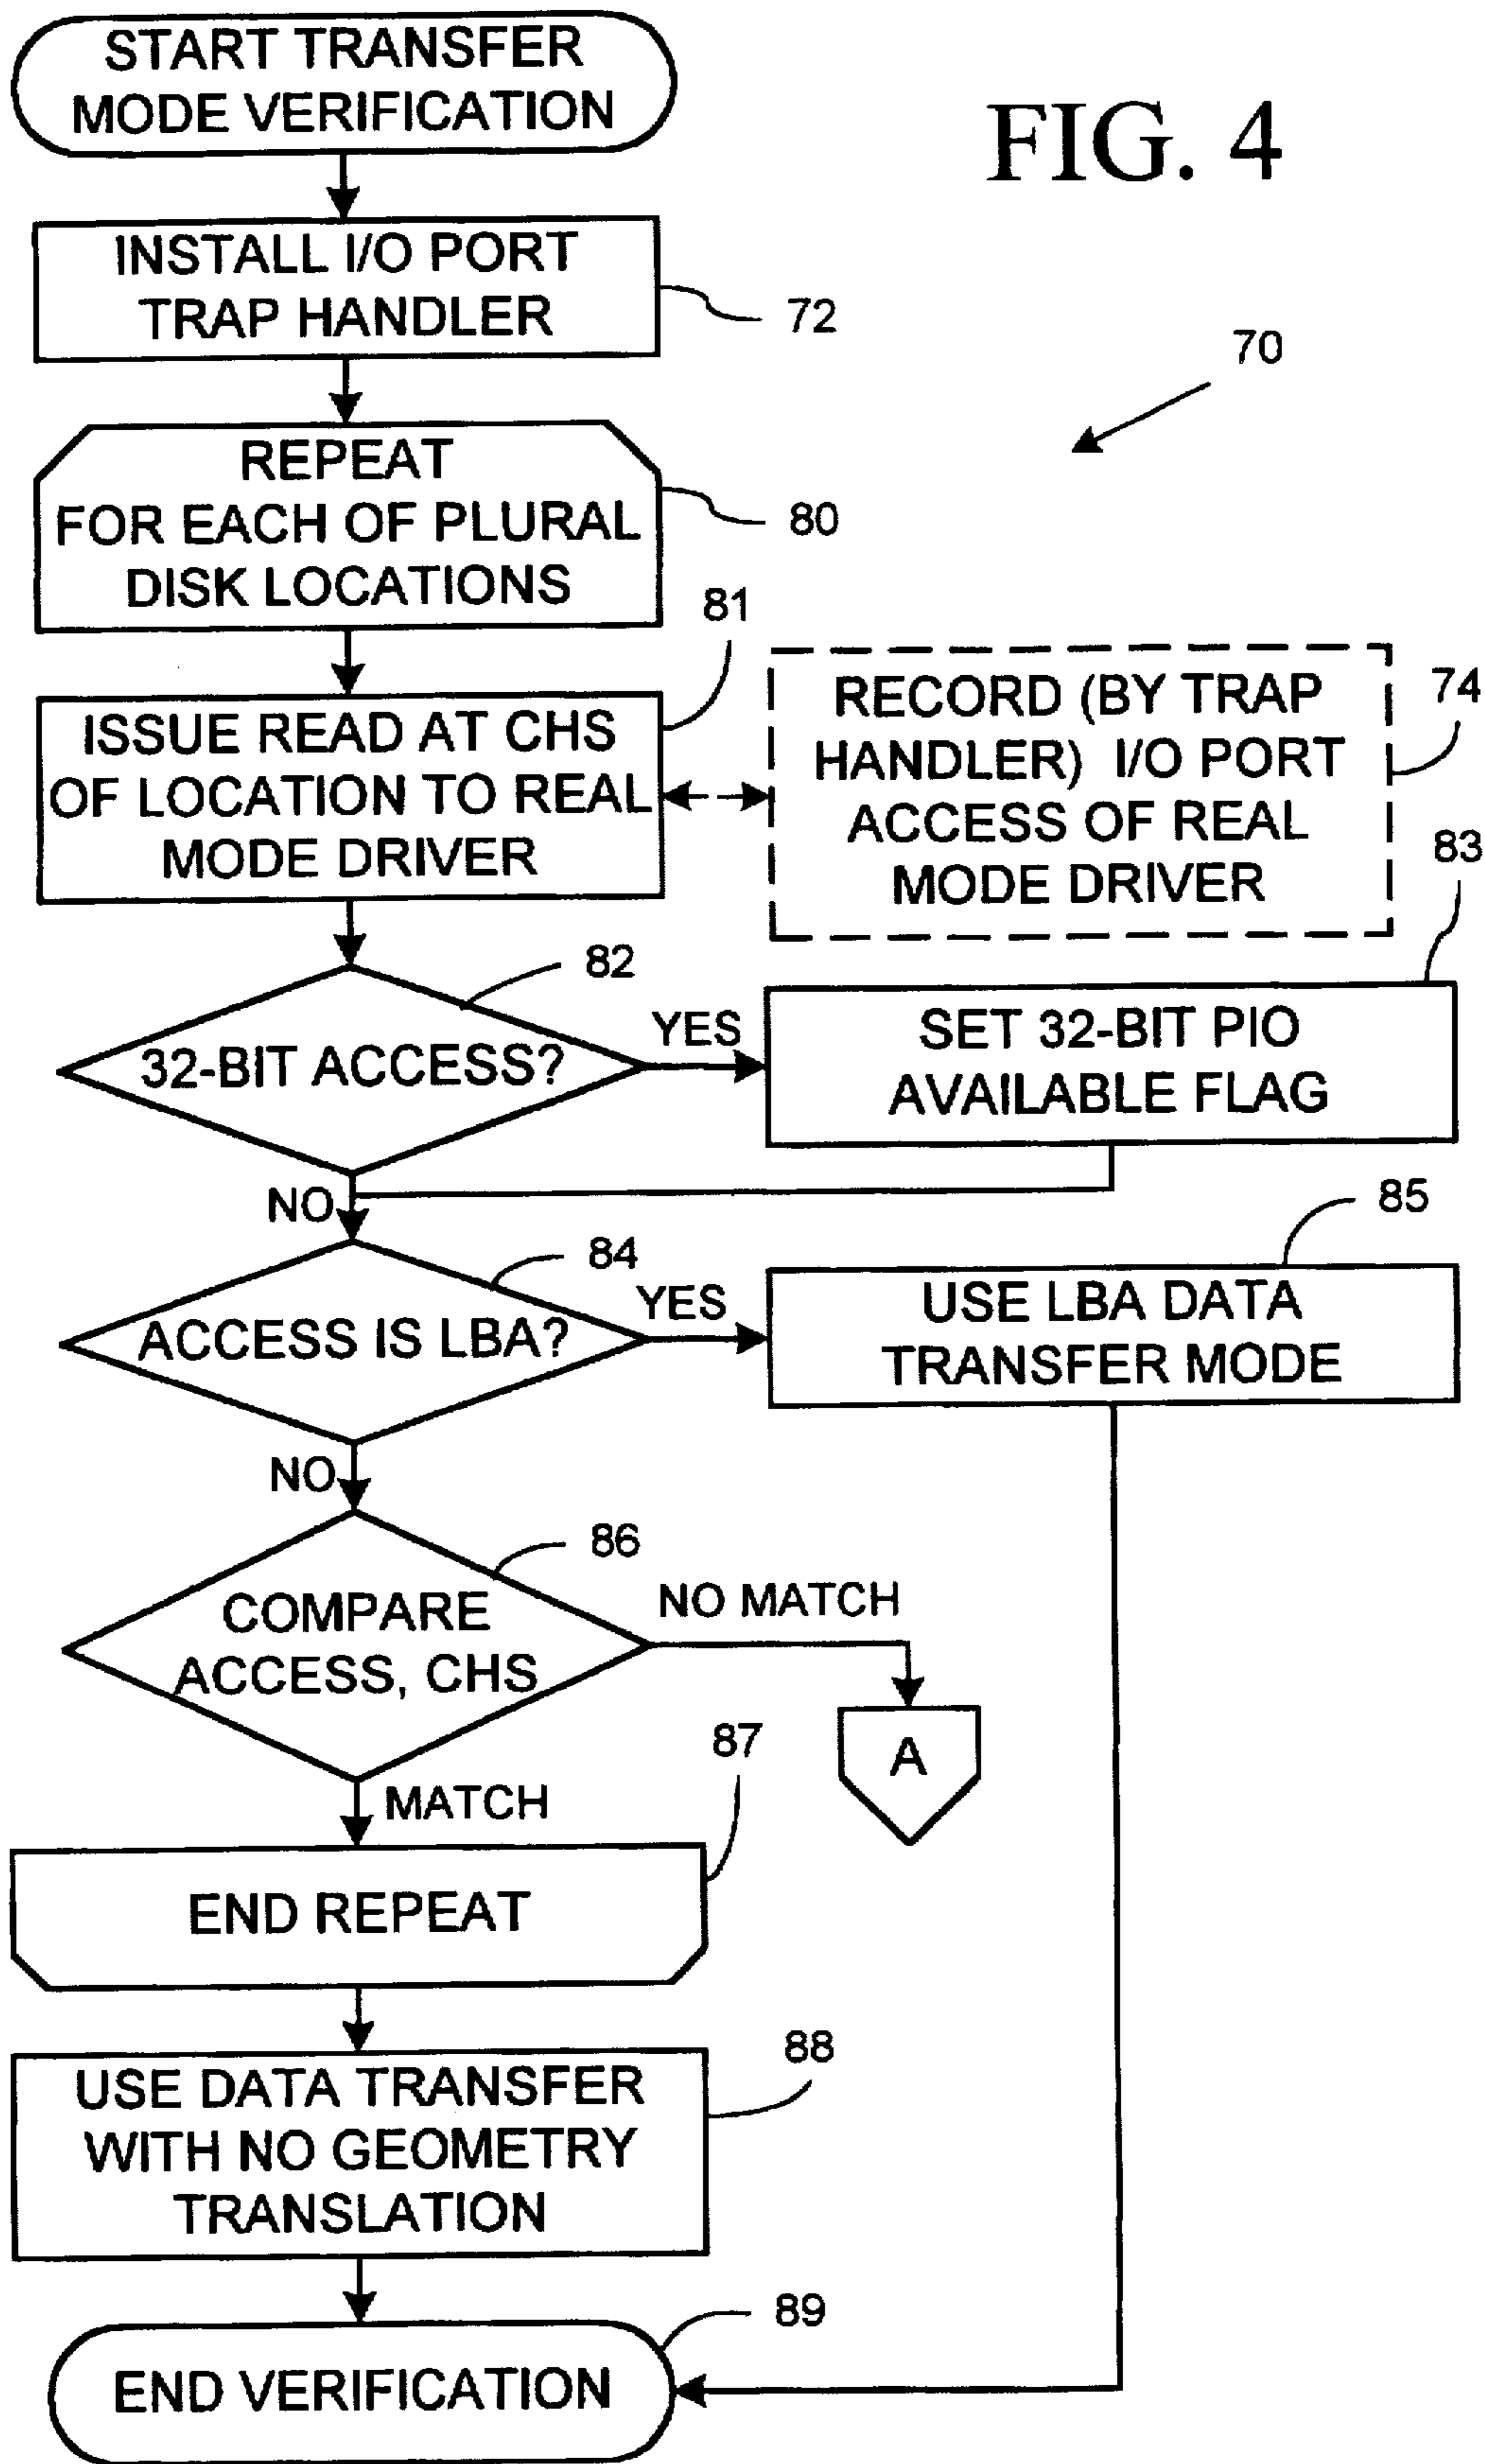 START TRANSFER
MODE VERIFICATION
FIG. 4
INSTALL I/O PORT
TRAP HANDLER
72
70
REPEAT
FOR EACH OF PLURAL
DISK LOCATIONS
80
81
ISSUE READ AT CHS
OF LOCATION TO REAL
MODE DRIVER
RECORD (BY TRAP
HANDLER) I/O PORT
ACCESS OF REAL
MODE DRIVER
74
82
32-BIT ACCESS?
YES
83
SET 32-BIT PIO
AVAILABLE FLAG
NO
84
ACCESS IS LBA?
YES
85
USE LBA DATA
TRANSFER MODE
NO
86
COMPARE
ACCESS, CHS
NO MATCH
A
MATCH
87
END REPEAT
88
USE DATA TRANSFER
WITH NO GEOMETRY
TRANSLATION
89
END VERIFICATION